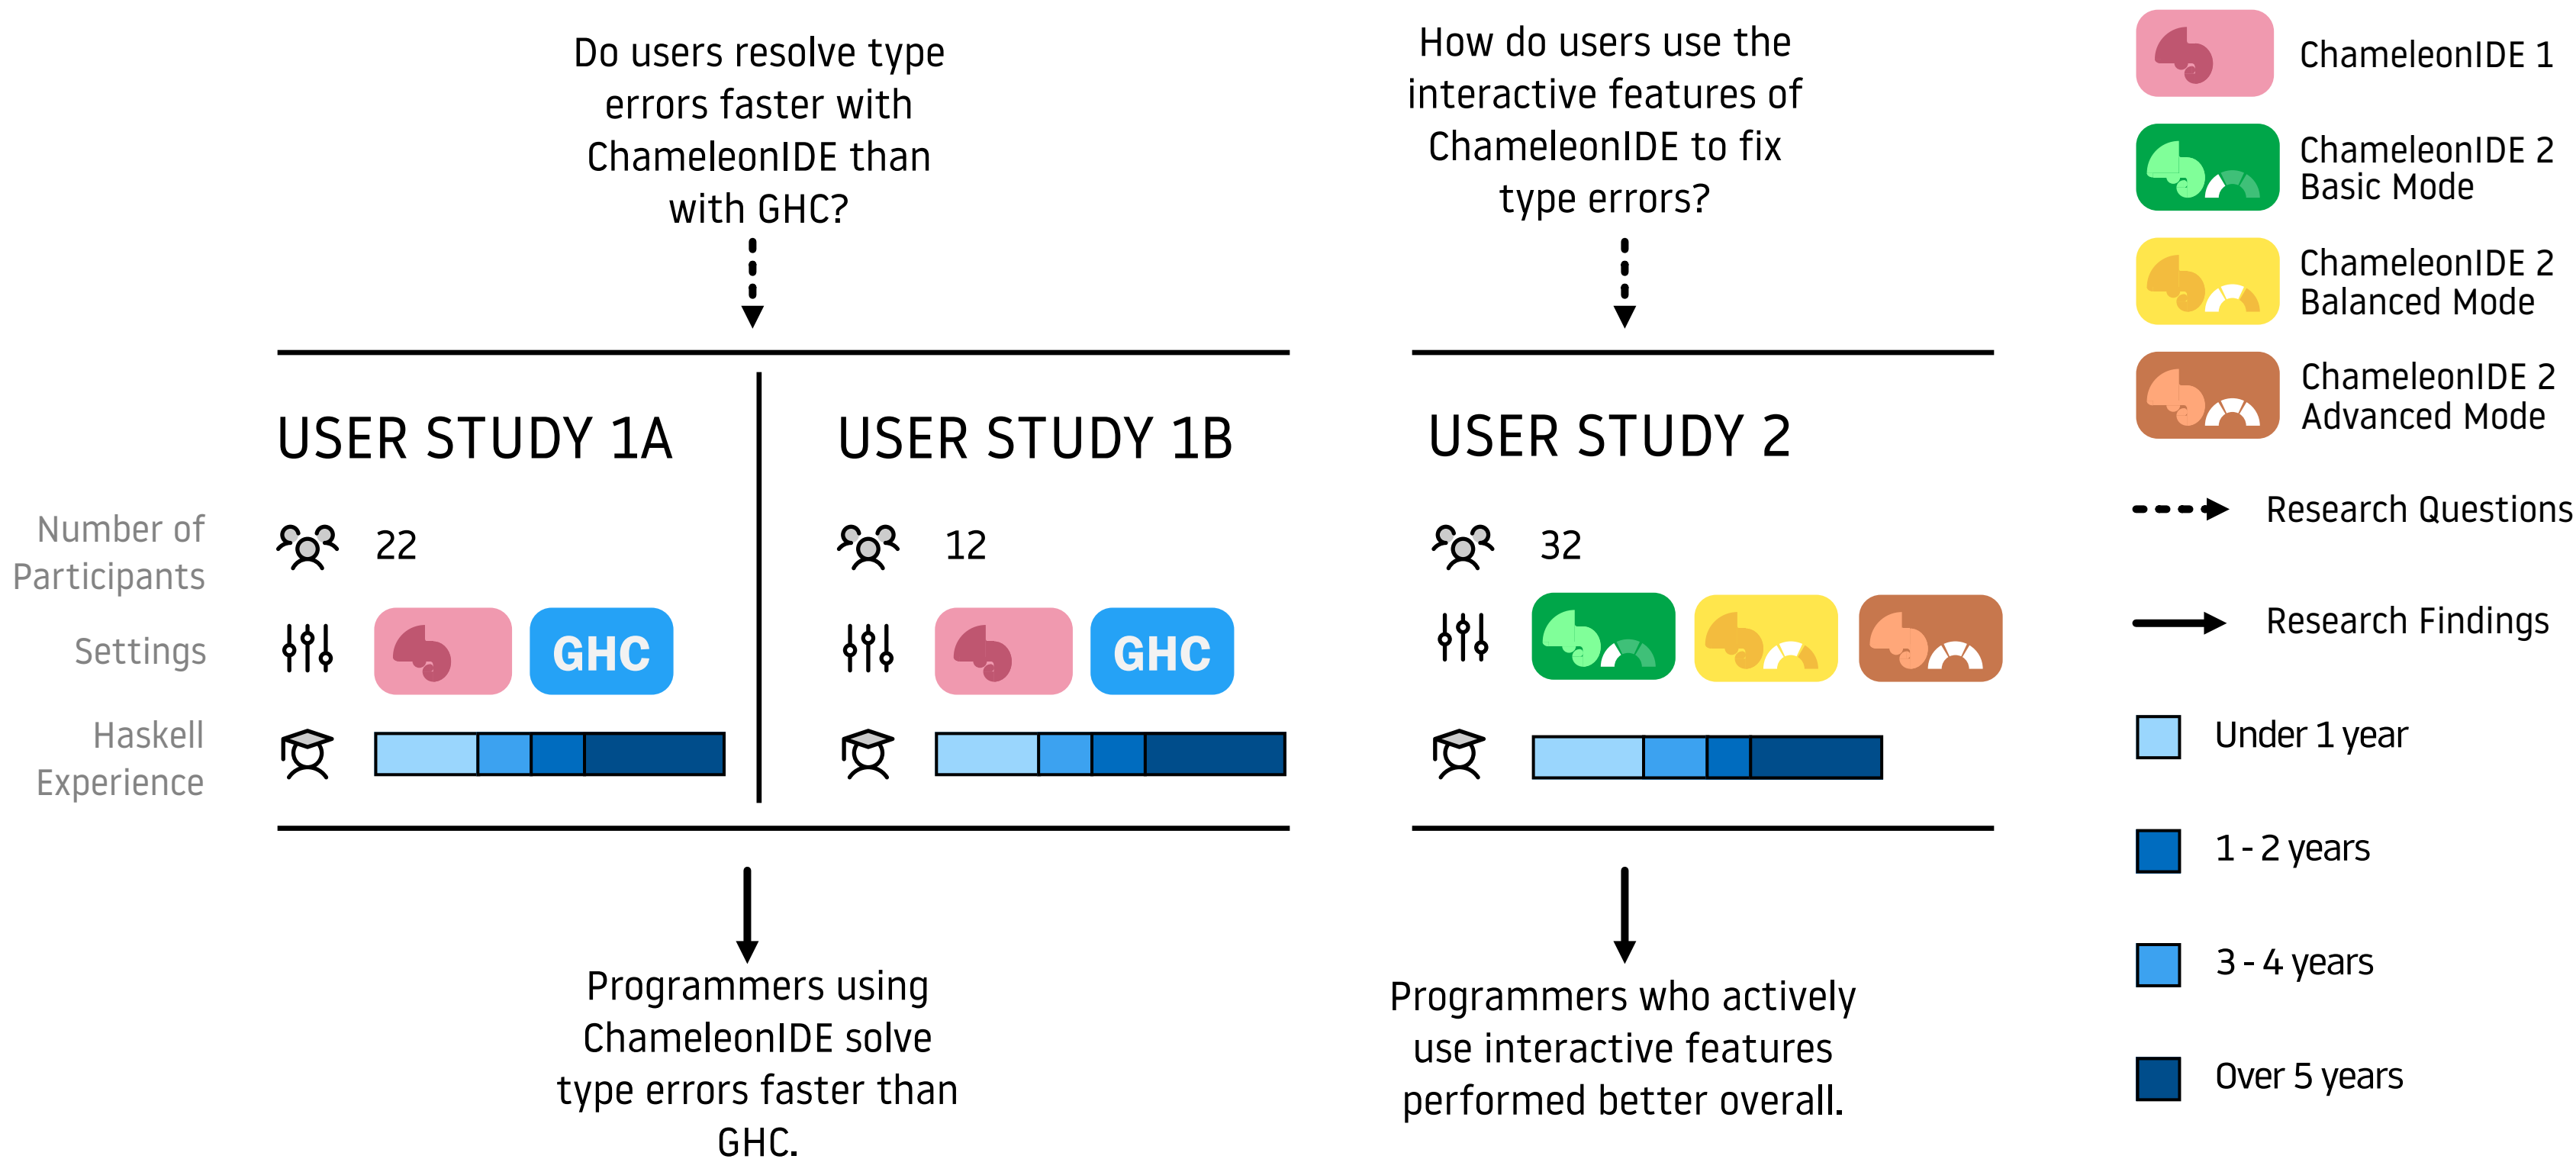 Do users resolve type
errors faster with
ChameleonIDE than
with GHC?
How do users use the
interactive features of
ChameleonIDE to fix
type errors?
USER STUDY 1A
USER STUDY 1B
USER STUDY 2
Number of
Participants
22
12
32
Settings
GHC
GHC
Haskell
Experience
Programmers using
ChameleonIDE solve
type errors faster than
GHC.
Programmers who actively
use interactive features
performed better overall.
ChameleonIDE 1
ChameleonIDE 2
Basic Mode
ChameleonIDE 2
Balanced Mode
ChameleonIDE 2
Advanced Mode
Research Questions
Research Findings
Under 1 year
1 - 2 years
3 - 4 years
Over 5 years